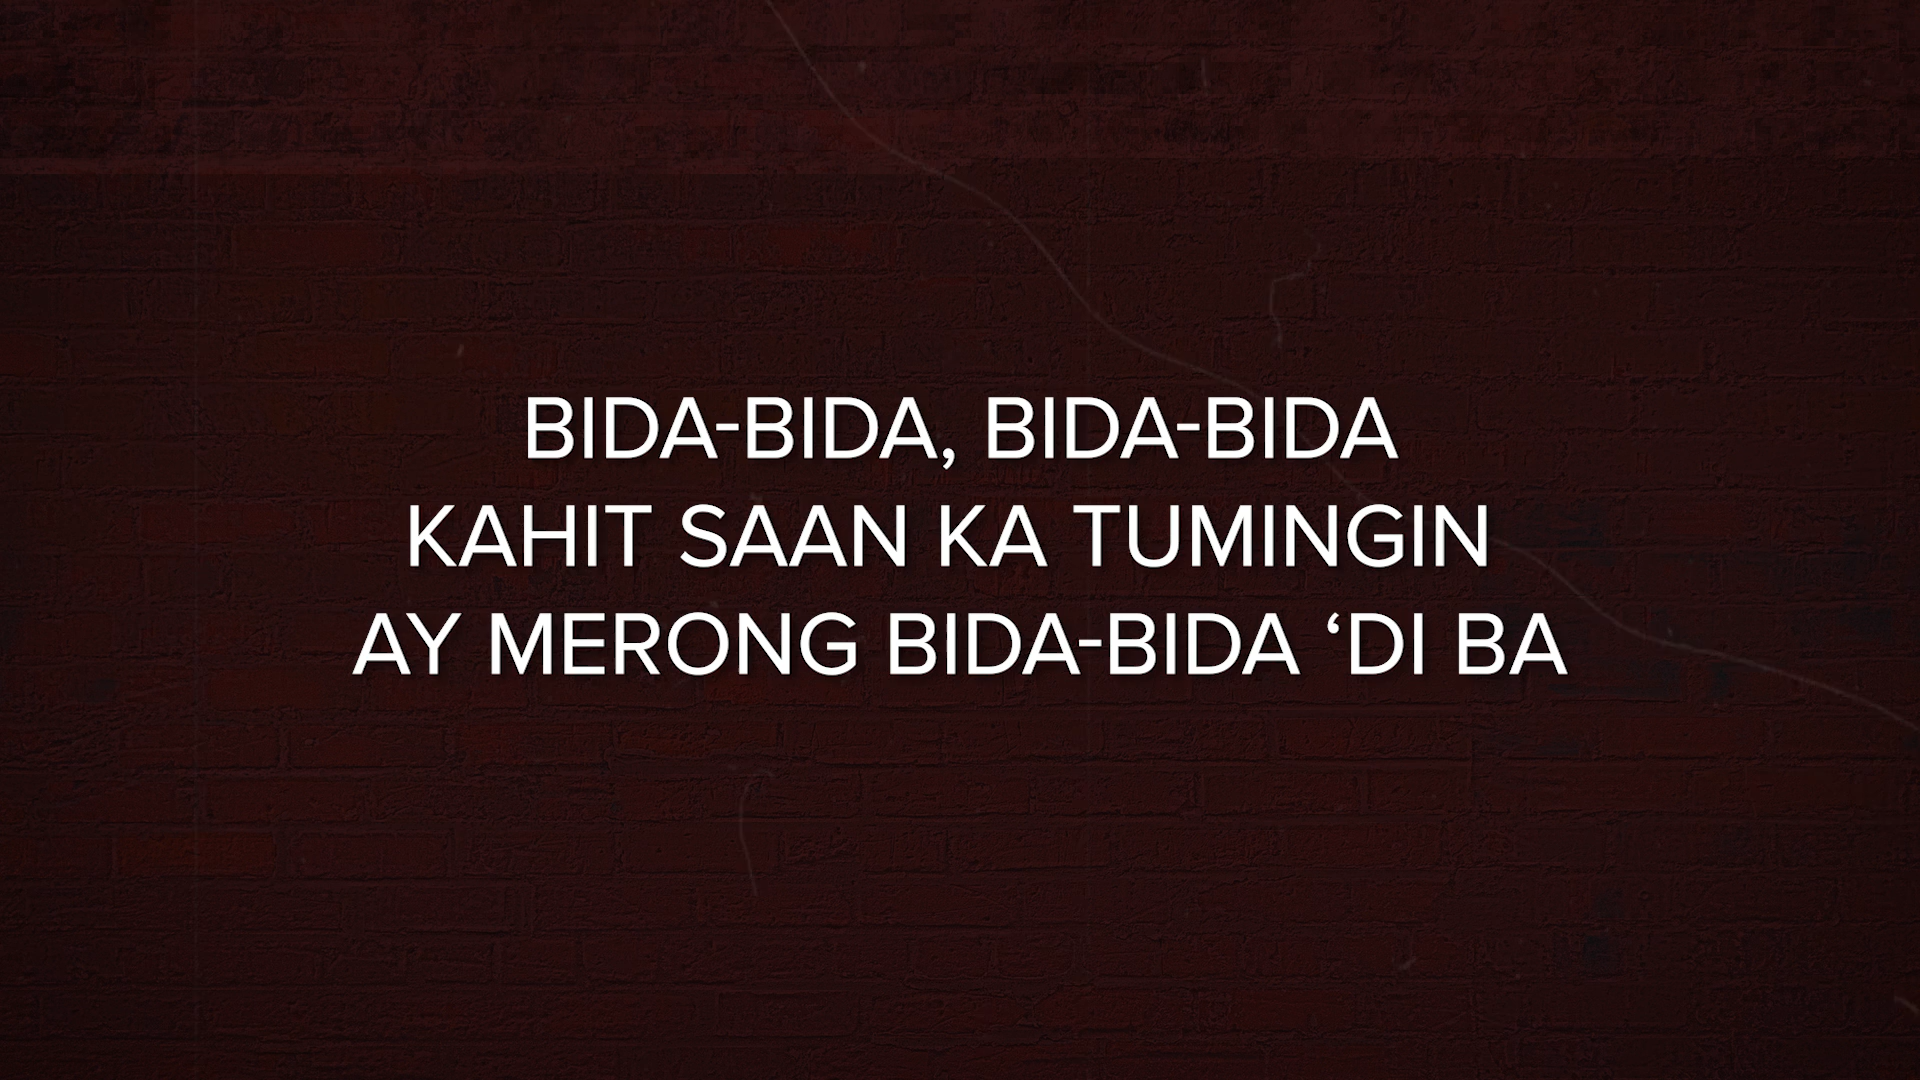 BIDA-BIDA, BIDA-BIDA
KAHIT SAAN KA TUMINGIN
AY MERONG BIDA-BIDA ‘DI BA